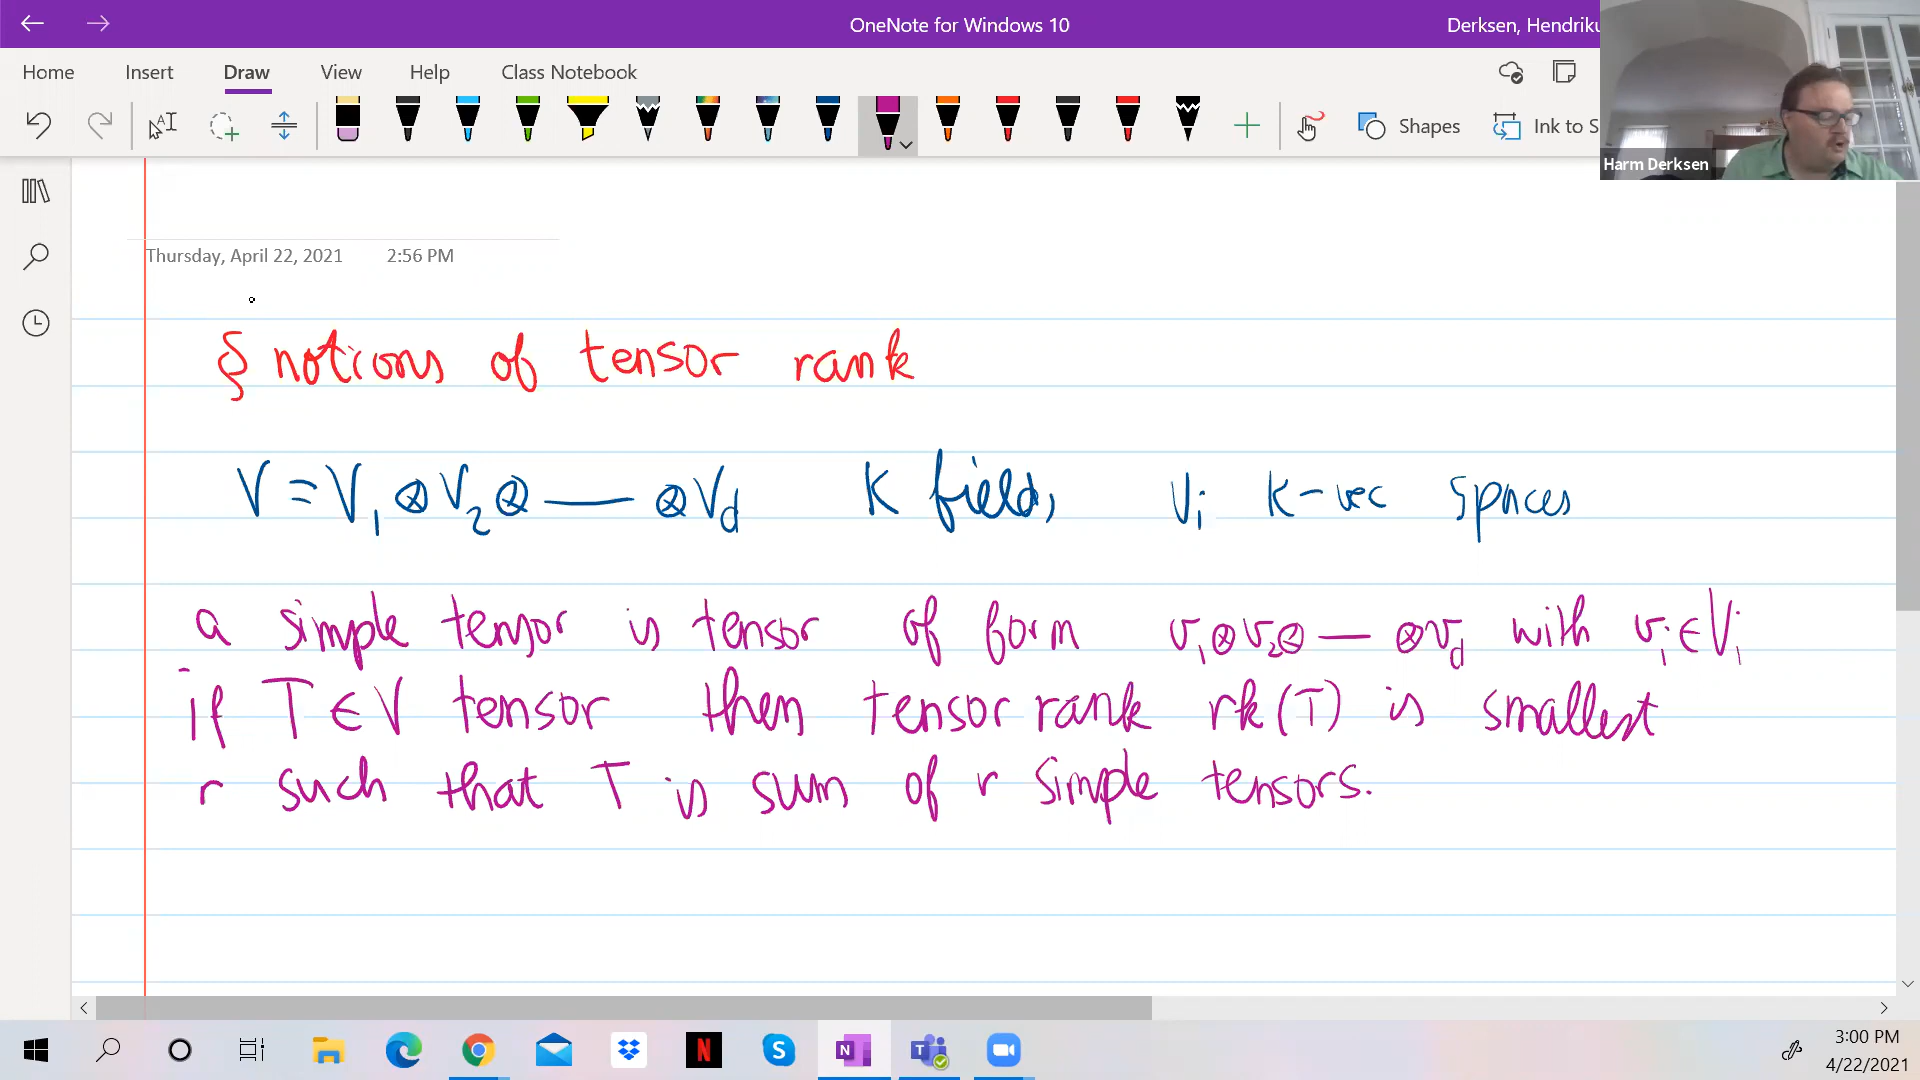 OneNote for Windows 10
Derksen, Hendriku
Home Insert Draw View Help Class Notebook
Shapes
Ink to S
Harm Derksen
Thursday, April 22, 2021 2:56 PM
§ notions of tensor rank
V = V₁ ⊗ V₂ ⊗ — ⊗ V_d K field, Vᵢ K-vec spaces
a simple tensor is tensor of form v₁ ⊗ v₂ ⊗ — ⊗ v_d with vᵢ ∈ Vᵢ
if T ∈ V tensor then tensor rank rk(T) is smallest
r such that T is sum of r simple tensors.
3:00 PM
4/22/2021